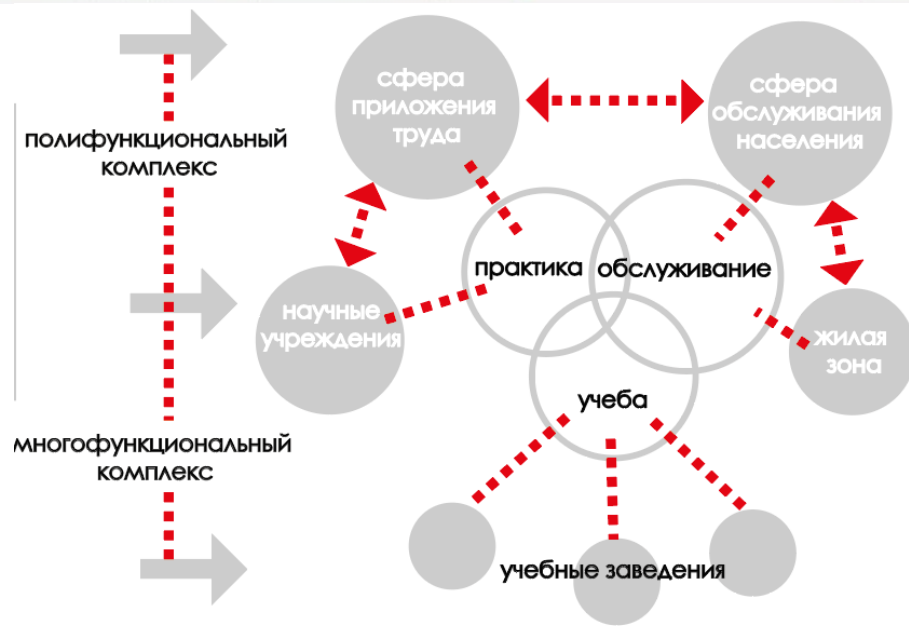 полифункциональный
комплекс
многофункциональный
комплекс
сфера
приложения
труда
сфера
обслуживания
населения
практика
обслуживание
научные
учреждения
жилая
зона
учеба
учебные заведения